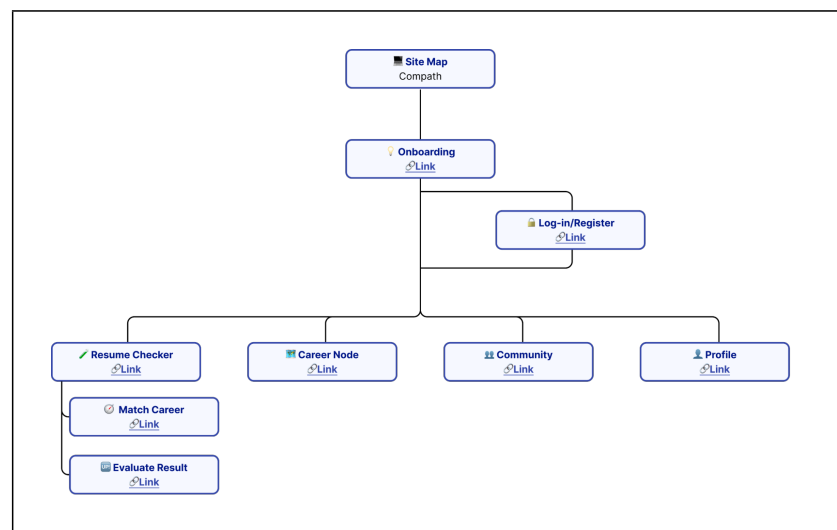 Site Map
Compath
Onboarding
Link
Log-in/Register
Link
Resume Checker
Link
Career Node
Link
Community
Link
Profile
Link
Match Career
Link
UP! Evaluate Result
Link